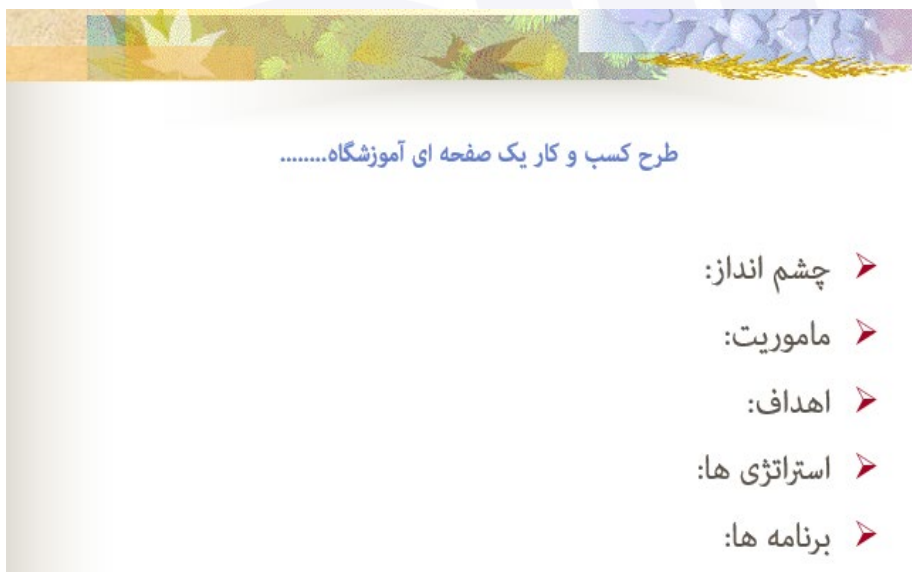 طرح کسب و کار یک صفحه ای آموزشگاه........
چشم انداز:
ماموریت:
اهداف:
استراتژی ها:
برنامه ها: